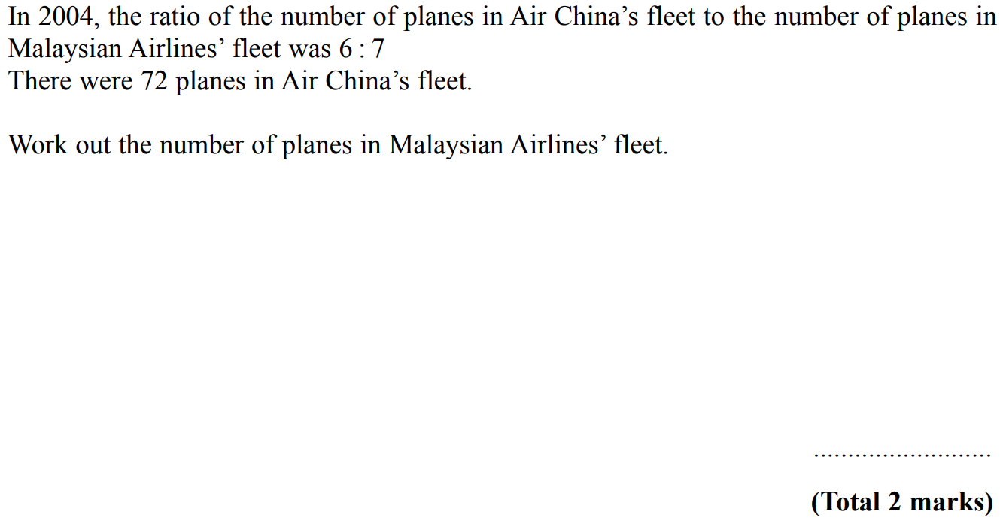 In 2004, the ratio of the number of planes in Air China’s fleet to the number of planes in
Malaysian Airlines’ fleet was 6 : 7
There were 72 planes in Air China’s fleet.
Work out the number of planes in Malaysian Airlines’ fleet.
..........................
(Total 2 marks)